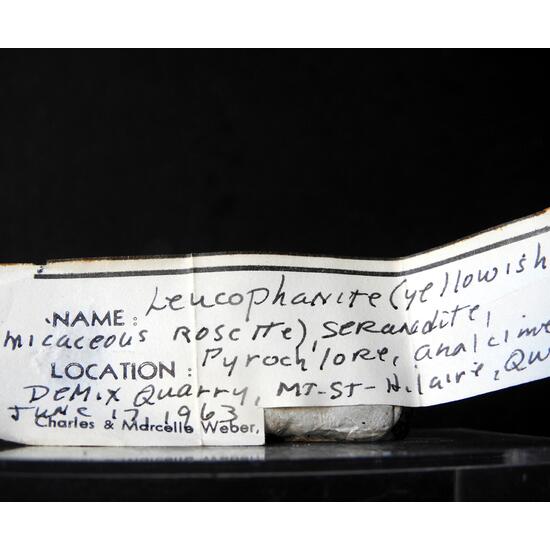 NAME: Leucophanite (yellowish
micaceous rosette), seranadite,
LOCATION: Pyrochlore, analcime
DeMix Quarry, MT-ST-Hilaire, Qu
June 17 1963
Charles & Marcelle Weber,